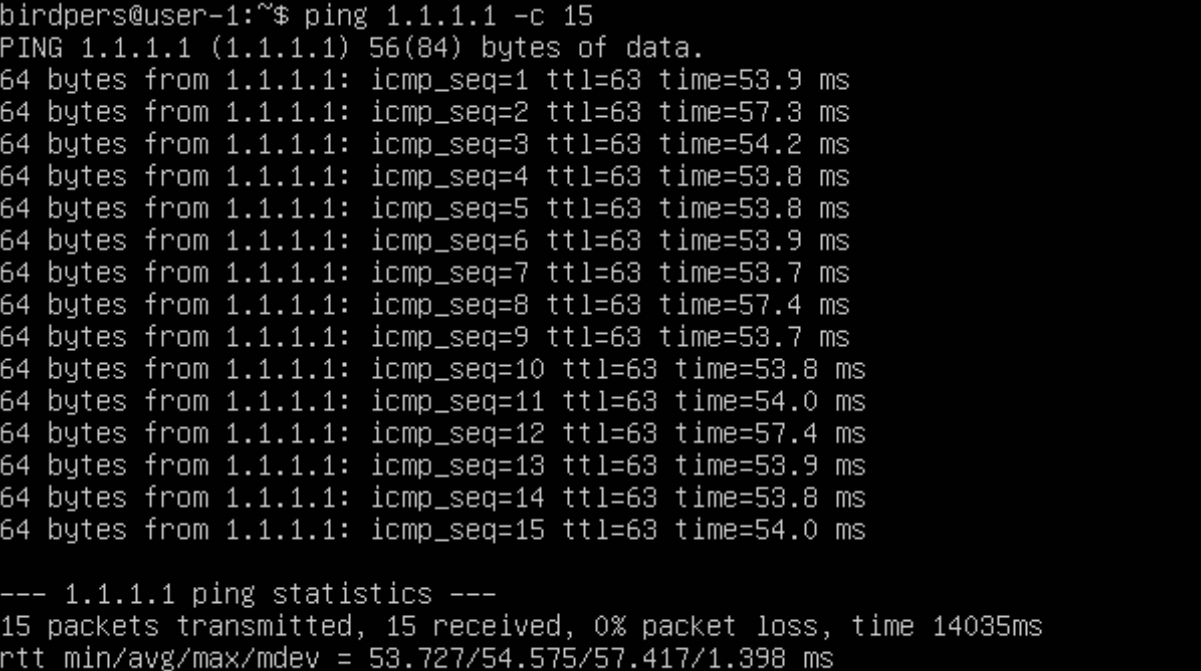 birdpers@user-1:~$ ping 1.1.1.1 -c 15
PING 1.1.1.1 (1.1.1.1) 56(84) bytes of data.
64 bytes from 1.1.1.1: icmp_seq=1 ttl=63 time=53.9 ms
64 bytes from 1.1.1.1: icmp_seq=2 ttl=63 time=57.3 ms
64 bytes from 1.1.1.1: icmp_seq=3 ttl=63 time=54.2 ms
64 bytes from 1.1.1.1: icmp_seq=4 ttl=63 time=53.8 ms
64 bytes from 1.1.1.1: icmp_seq=5 ttl=63 time=53.8 ms
64 bytes from 1.1.1.1: icmp_seq=6 ttl=63 time=53.9 ms
64 bytes from 1.1.1.1: icmp_seq=7 ttl=63 time=53.7 ms
64 bytes from 1.1.1.1: icmp_seq=8 ttl=63 time=57.4 ms
64 bytes from 1.1.1.1: icmp_seq=9 ttl=63 time=53.7 ms
64 bytes from 1.1.1.1: icmp_seq=10 ttl=63 time=53.8 ms
64 bytes from 1.1.1.1: icmp_seq=11 ttl=63 time=54.0 ms
64 bytes from 1.1.1.1: icmp_seq=12 ttl=63 time=57.4 ms
64 bytes from 1.1.1.1: icmp_seq=13 ttl=63 time=53.9 ms
64 bytes from 1.1.1.1: icmp_seq=14 ttl=63 time=53.8 ms
64 bytes from 1.1.1.1: icmp_seq=15 ttl=63 time=54.0 ms
--- 1.1.1.1 ping statistics ---
15 packets transmitted, 15 received, 0% packet loss, time 14035ms
rtt min/avg/max/mdev = 53.727/54.575/57.417/1.398 ms